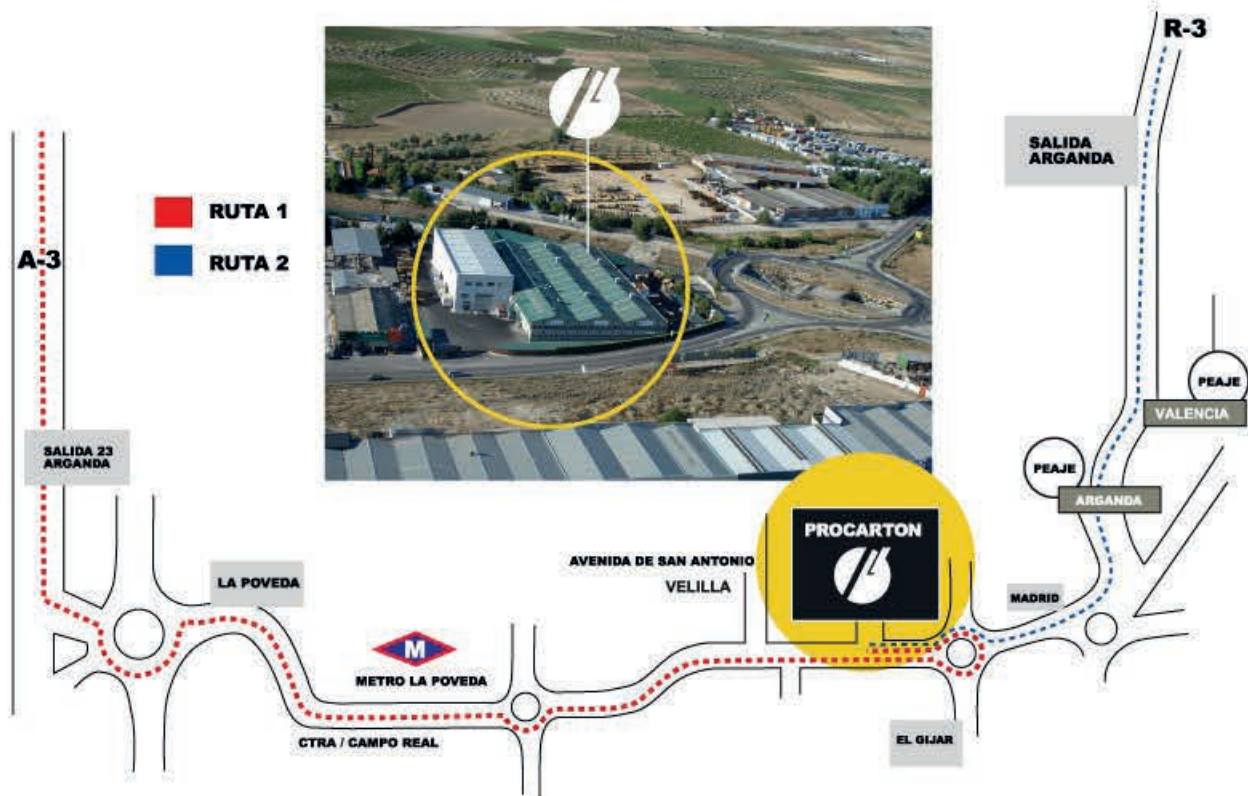 R-3
SALIDA
ARGANDA
RUTA 1
RUTA 2
A-3
PEAJE
VALENCIA
SALIDA 23
ARGANDA
PEAJE
ARGANDA
PROCARTON
AVENIDA DE SAN ANTONIO
VELILLA
LA POVEDA
MADRID
M
METRO LA POVEDA
CTRA / CAMPO REAL
EL GIJAR